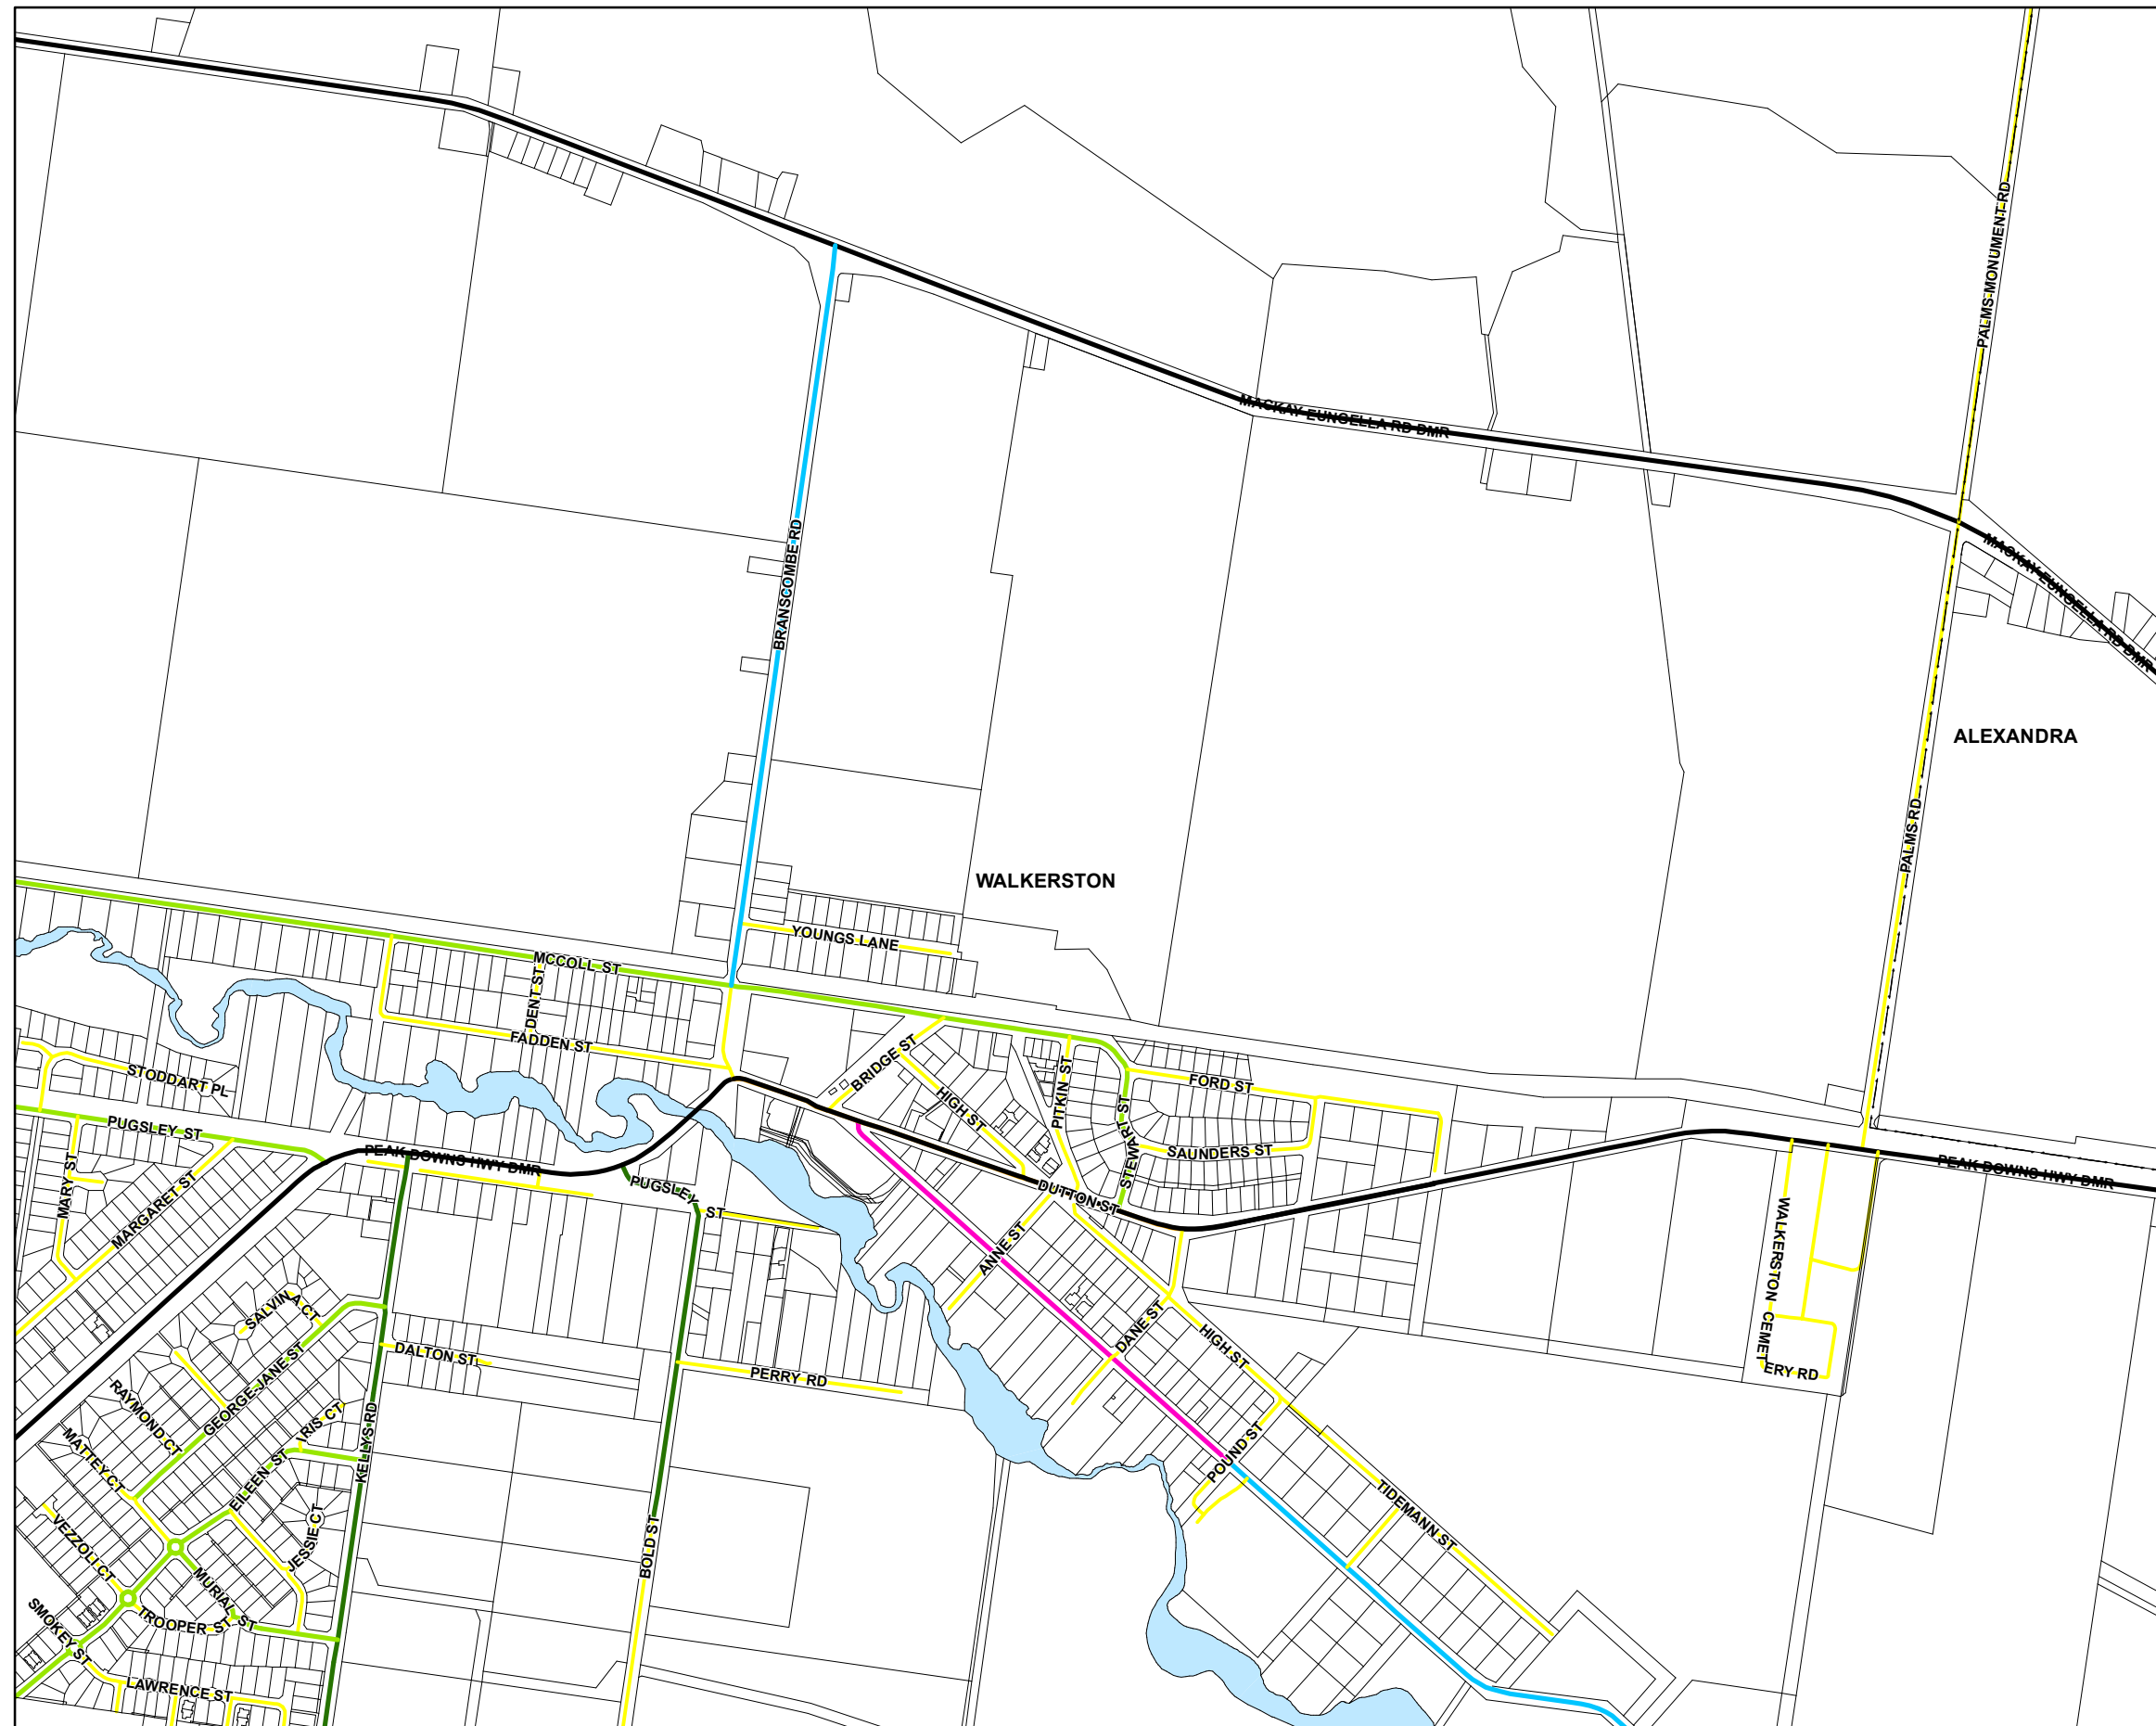 PALMS-MONUMENT-RD
MACKAY EUNGELLA RD DMR
BRANSCOMBE RD
MACKAY EUNGELLA RD DMR
ALEXANDRA
PALMS RD
WALKERSTON
YOUNGS LANE
MCCOLL ST
DENT ST
FADDEN ST
STODDART PL
BRIDGE ST
HIGH ST
PITKIN ST
FORD ST
STEWART ST
SAUNDERS ST
PUGSLEY ST
PEAK DOWNS HWY DMR
PEAK DOWNS HWY DMR
MARY ST
MARGARET ST
PUGSLEY
ST
DUTTON ST
ANNE ST
WALKERSTON CEMET
ERY RD
SALVIN A CT
GEORGE-JANE ST
DALTON ST
PERRY RD
DANE ST
HIGH ST
RAYMOND CT
IRIS CT
KELLYS RD
MATTEY CT
EILEEN ST
POUND ST
TIDEMANN ST
VEZZOLI CT
JESSIE CT
BOLD ST
MURIAL ST
TROOPER ST
SMOKEY ST
LAWRENCE ST